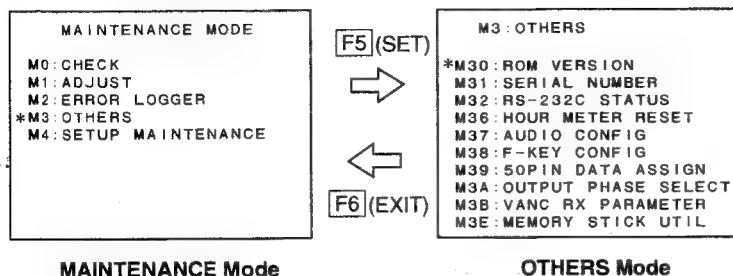 MAINTENANCE MODE
M0:CHECK
M1:ADJUST
M2:ERROR LOGGER
*M3:OTHERS
M4:SETUP MAINTENANCE
F5(SET)
F6(EXIT)
M3:OTHERS
*M30:ROM VERSION
M31:SERIAL NUMBER
M32:RS-232C STATUS
M36:HOUR METER RESET
M37:AUDIO CONFIG
M38:F-KEY CONFIG
M39:50PIN DATA ASSIGN
M3A:OUTPUT PHASE SELECT
M3B:VANC RX PARAMETER
M3E:MEMORY STICK UTIL
MAINTENANCE Mode
OTHERS Mode